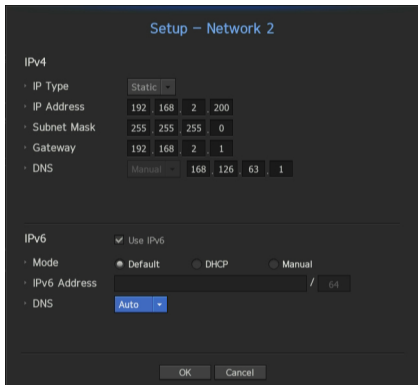 Setup – Network 2
IPv4
IP Type Static
IP Address 192 . 168 . 2 . 200
Subnet Mask 255 . 255 . 255 . 0
Gateway 192 . 168 . 2 . 1
DNS Manual 168 . 126 . 63 . 1
IPv6 Use IPv6
Mode Default DHCP Manual
IPv6 Address / 64
DNS Auto
OK Cancel